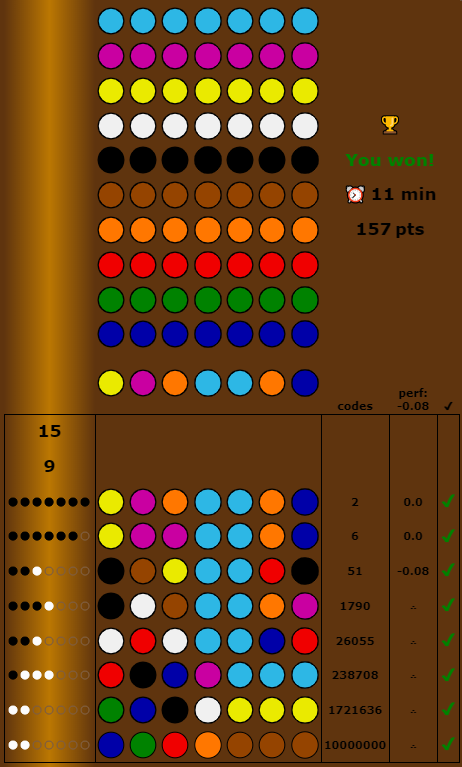 You won!
11 min
157 pts
perf:
codes -0.08 ✓
15
9
2 0.0 ✓
6 0.0 ✓
51 -0.08 ✓
1790 ÷ ✓
26055 ÷ ✓
238708 ÷ ✓
1721636 ÷ ✓
10000000 ÷ ✓